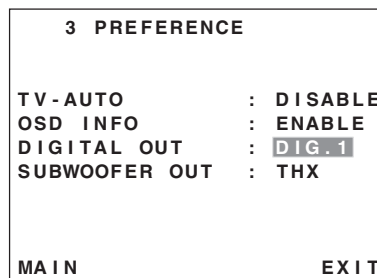 3 PREFERENCE
TV-AUTO : DISABLE
OSD INFO : ENABLE
DIGITAL OUT : DIG.1
SUBWOOFER OUT : THX
MAIN EXIT